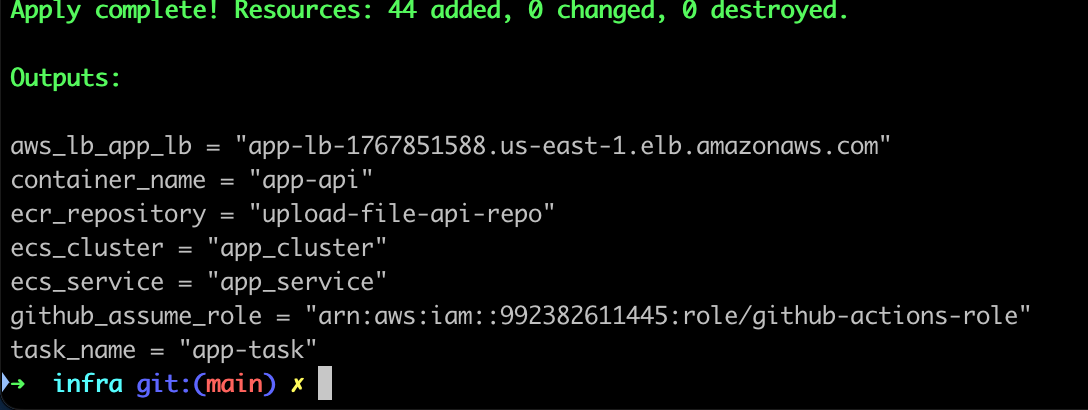 Apply complete! Resources: 44 added, 0 changed, 0 destroyed.
Outputs:
aws_lb_app_lb = "app-lb-1767851588.us-east-1.elb.amazonaws.com"
container_name = "app-api"
ecr_repository = "upload-file-api-repo"
ecs_cluster = "app_cluster"
ecs_service = "app_service"
github_assume_role = "arn:aws:iam::992382611445:role/github-actions-role"
task_name = "app-task"
➜ infra git:(main) ✗